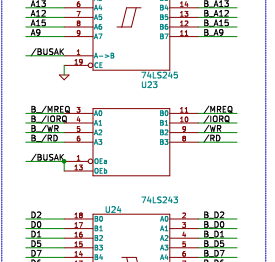 A13 6 A4 B4 14 B_A13
A12 7 A5 B5 13 B_A12
A15 8 A6 B6 12 B_A15
A9 9 A7 B7 11 B_A9
/BUSAK 1 A->B
19 CE
74LS245
U23
B_/MREQ 3 A0 B0 11 /MREQ
B_/IORQ 4 A1 B1 10 /IORQ
B_/WR 5 A2 B2 9 /WR
B_/RD 6 A3 B3 8 /RD
/BUSAK 1 OEa
13 OEb
74LS243
U24
D2 18 B0 A0 2 B_D2
D0 17 B1 A1 3 B_D0
D1 16 B2 A2 4 B_D1
D5 15 B3 A3 5 B_D5
D7 14 B4 A4 6 B_D7